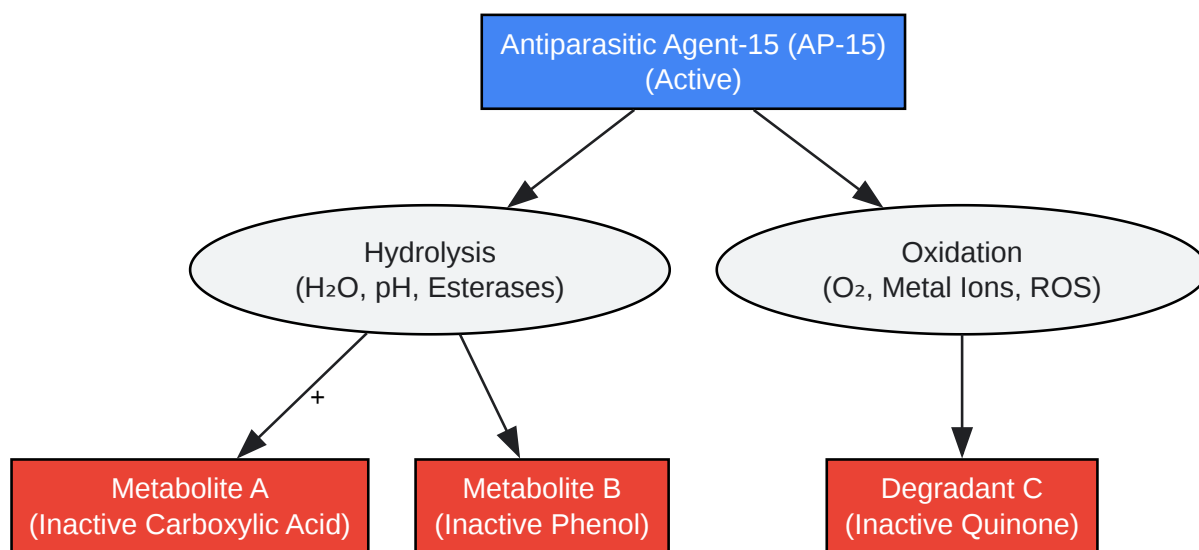 Antiparasitic Agent-15 (AP-15)
(Active)
Hydrolysis
(H₂O, pH, Esterases)
Oxidation
(O₂, Metal Ions, ROS)
+
Metabolite A
(Inactive Carboxylic Acid)
Metabolite B
(Inactive Phenol)
Degradant C
(Inactive Quinone)